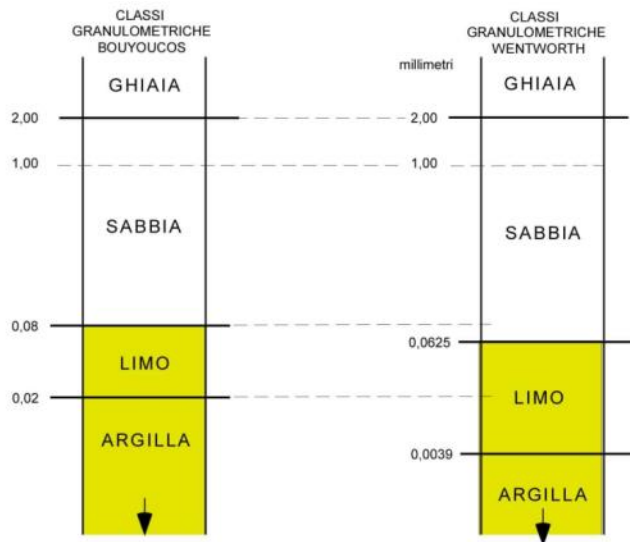 CLASSI
GRANULOMETRICHE
BOUYOUCOS
GHIAIA
2,00
1,00
SABBIA
0,08
LIMO
0,02
ARGILLA
CLASSI
GRANULOMETRICHE
WENTWORTH
millimetri
GHIAIA
2,00
1,00
SABBIA
0,0625
LIMO
0,0039
ARGILLA